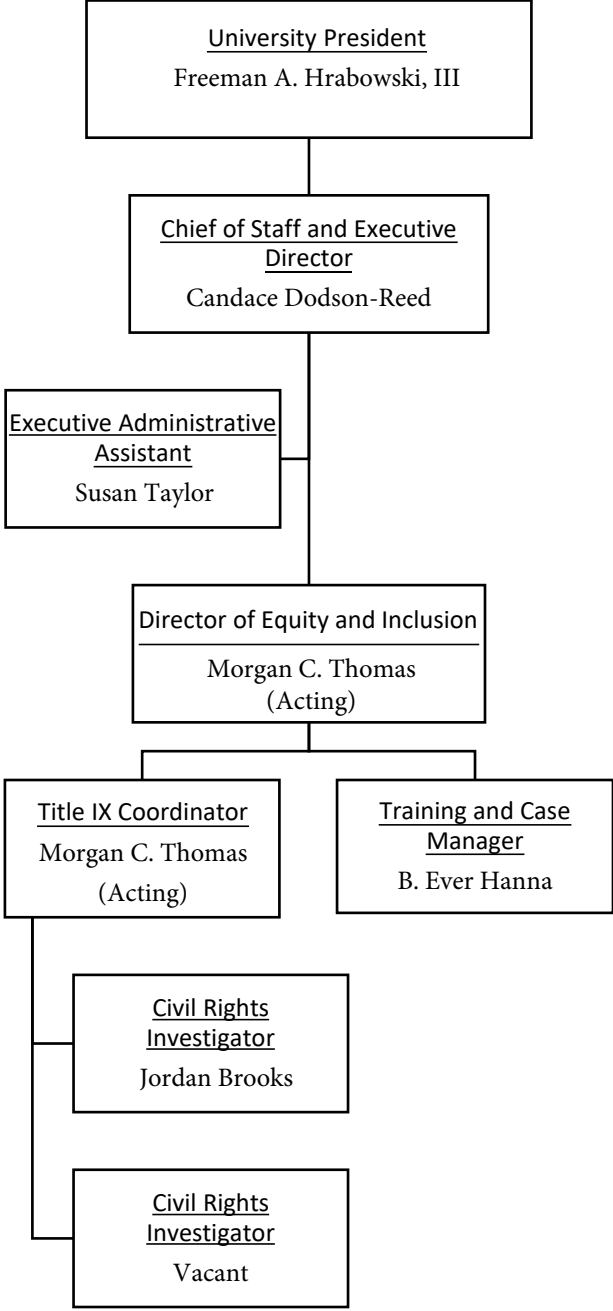 University President
Freeman A. Hrabowski, III
Chief of Staff and Executive
Director
Candace Dodson-Reed
Executive Administrative
Assistant
Susan Taylor
Director of Equity and Inclusion
Morgan C. Thomas
(Acting)
Title IX Coordinator
Morgan C. Thomas
(Acting)
Training and Case
Manager
B. Ever Hanna
Civil Rights
Investigator
Jordan Brooks
Civil Rights
Investigator
Vacant